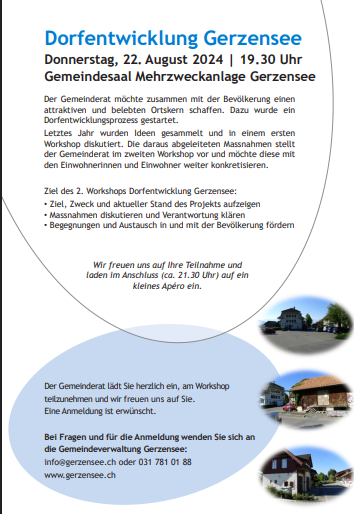 Dorfentwicklung Gerzensee
Donnerstag, 22. August 2024 | 19.30 Uhr
Gemeindesaal Mehrzweckanlage Gerzensee
Der Gemeinderat möchte zusammen mit der Bevölkerung einen
attraktiven und belebten Ortskern schaffen. Dazu wurde ein
Dorfentwicklungsprozess gestartet.
Letztes Jahr wurden Ideen gesammelt und in einem ersten
Workshop diskutiert. Die daraus abgeleiteten Massnahmen stellt
der Gemeinderat im zweiten Workshop vor und möchte diese mit
den Einwohnerinnen und Einwohner weiter konkretisieren.
Ziel des 2. Workshops Dorfentwicklung Gerzensee:
• Ziel, Zweck und aktueller Stand des Projekts aufzeigen
• Massnahmen diskutieren und Verantwortung klären
• Begegnungen und Austausch in und mit der Bevölkerung fördern
Wir freuen uns auf Ihre Teilnahme und
laden im Anschluss (ca. 21.30 Uhr) auf ein
kleines Apéro ein.
Der Gemeinderat lädt Sie herzlich ein, am Workshop
teilzunehmen und wir freuen uns auf Sie.
Eine Anmeldung ist erwünscht.
Bei Fragen und für die Anmeldung wenden Sie sich an
die Gemeindeverwaltung Gerzensee:
info@gerzensee.ch oder 031 781 01 88
www.gerzensee.ch